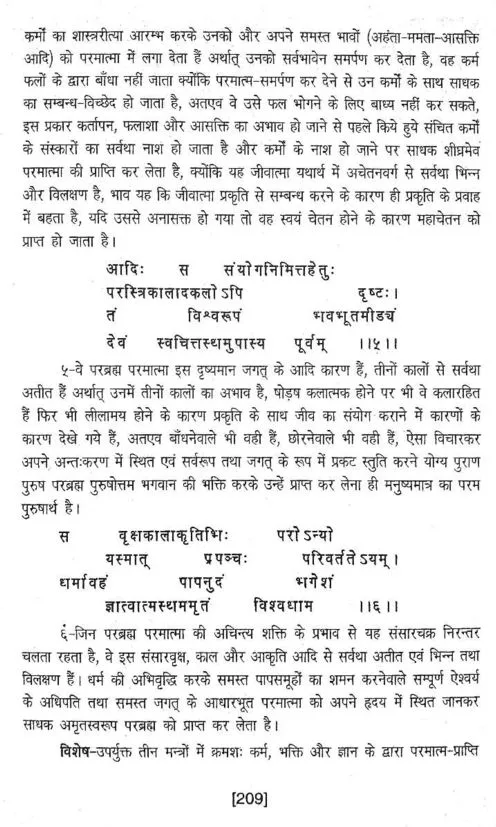 कर्मों का शास्त्ररीत्या आरम्भ करके उनको और अपने समस्त भावों (अहंता-ममता-आसक्ति
आदि) को परमात्मा में लगा देता हैं अर्थात् उनको सर्वभावेन समर्पण कर देता है, वह कर्म
फलों के द्वारा बाँधा नहीं जाता क्योंकि परमात्म-समर्पण कर देने से उन कर्मों के साथ साधक
का सम्बन्ध-विच्छेद हो जाता है, अतएव वे उसे फल भोगने के लिए बाध्य नहीं कर सकते,
इस प्रकार कर्तापन, फलाशा और आसक्ति का अभाव हो जाने से पहले किये हुये संचित कर्मों
के संस्कारों का सर्वथा नाश हो जाता है और कर्मों के नाश हो जाने पर साधक शीघ्रमेव
परमात्मा की प्राप्ति कर लेता है, क्योंकि यह जीवात्मा यथार्थ में अचेतनवर्ग से सर्वथा भिन्न
और विलक्षण है, भाव यह कि जीवात्मा प्रकृति से सम्बन्ध करने के कारण ही प्रकृति के प्रवाह
में बहता है, यदि उससे अनासक्त हो गया तो वह स्वयं चेतन होने के कारण महाचेतन को
प्राप्त हो जाता है।
आदिः स संयोगनिमित्तहेतुः
परस्त्रिकालादकलोऽपि दृष्टः।
तं विश्वरूपं भवभूतमीड्यं
देवं स्वचित्तस्थमुपास्य पूर्वम् ।।५।।
५-वे परब्रह्म परमात्मा इस दृष्यमान जगत् के आदि कारण हैं, तीनों कालों से सर्वथा
अतीत हैं अर्थात् उनमें तीनों कालों का अभाव है, षोड़ष कलात्मक होने पर भी वे कलारहित
हैं फिर भी लीलामय होने के कारण प्रकृति के साथ जीव का संयोग कराने में कारणों के
कारण देखे गये हैं, अतएव बाँधनेवाले भी वही हैं, छोरनेवाले भी वही हैं, ऐसा विचारकर
अपने अन्तःकरण में स्थित एवं सर्वरूप तथा जगत् के रूप में प्रकट स्तुति करने योग्य पुराण
पुरुष परब्रह्म पुरुषोत्तम भगवान की भक्ति करके उन्हें प्राप्त कर लेना ही मनुष्यमात्र का परम
पुरुषार्थ है।
स वृक्षकालाकृतिभिः परोऽन्यो
यस्मात् प्रपञ्चः परिवर्ततेऽयम्।
धर्मावहं पापनुदं भगेशं
ज्ञात्वात्मस्थममृतं विश्वधाम ।।६।।
६-जिन परब्रह्म परमात्मा की अचिन्त्य शक्ति के प्रभाव से यह संसारचक्र निरन्तर
चलता रहता है, वे इस संसारवृक्ष, काल और आकृति आदि से सर्वथा अतीत एवं भिन्न तथा
विलक्षण हैं। धर्म की अभिवृद्धि करके समस्त पापसमूहों का शमन करनेवाले सम्पूर्ण ऐश्वर्य
के अधिपति तथा समस्त जगत् के आधारभूत परमात्मा को अपने हृदय में स्थित जानकर
साधक अमृतस्वरूप परब्रह्म को प्राप्त कर लेता है।
विशेष-उपर्युक्त तीन मन्त्रों में क्रमशः कर्म, भक्ति और ज्ञान के द्वारा परमात्म-प्राप्ति
[209]